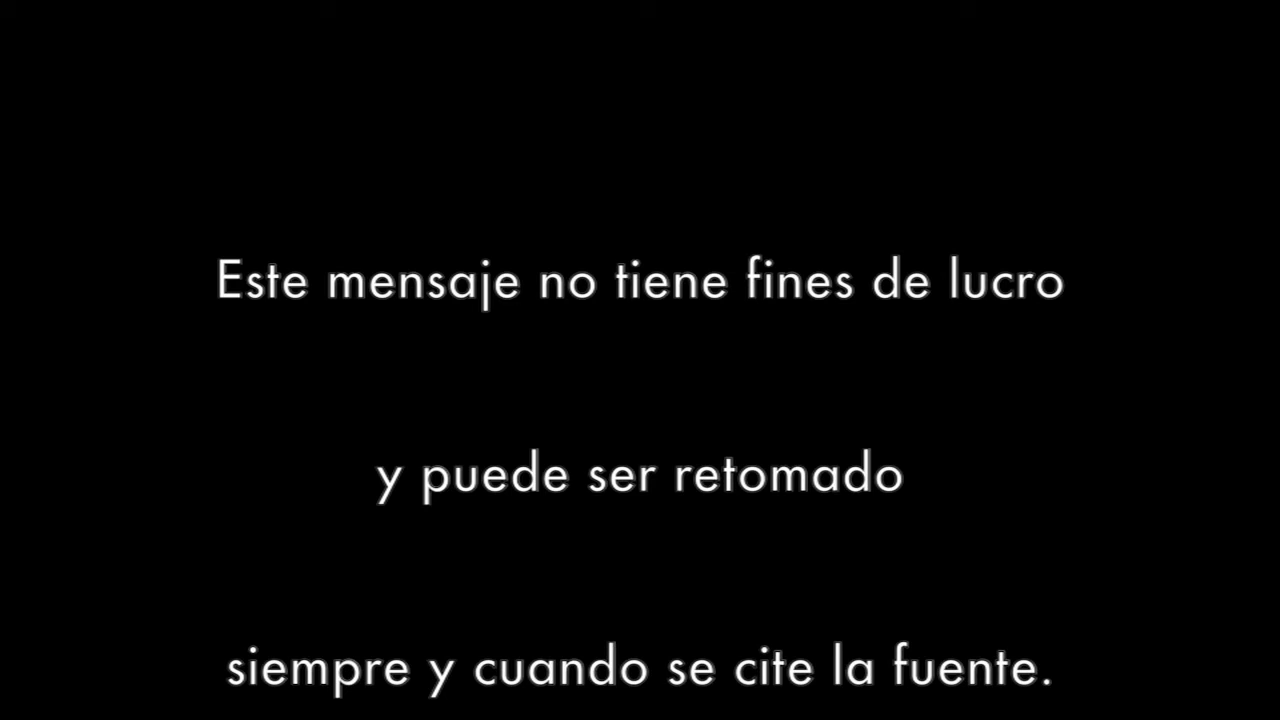 Este mensaje no tiene fines de lucro
y puede ser retomado
siempre y cuando se cite la fuente.